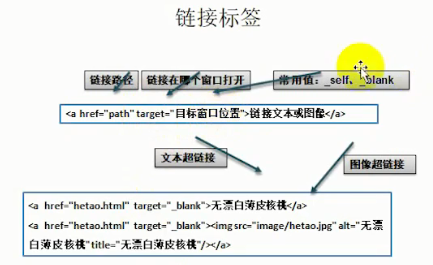 链接标签
链接路径 链接在哪个窗口打开 常用值：_self、_blank
<a href="path" target="目标窗口位置">链接文本或图像</a>
文本超链接 图像超链接
<a href="hetao.html" target="_blank">无漂白薄皮核桃</a>
<a href="hetao.html" target="_blank"><img src="image/hetao.jpg" alt="无漂
白薄皮核桃" title="无漂白薄皮核桃"/></a>